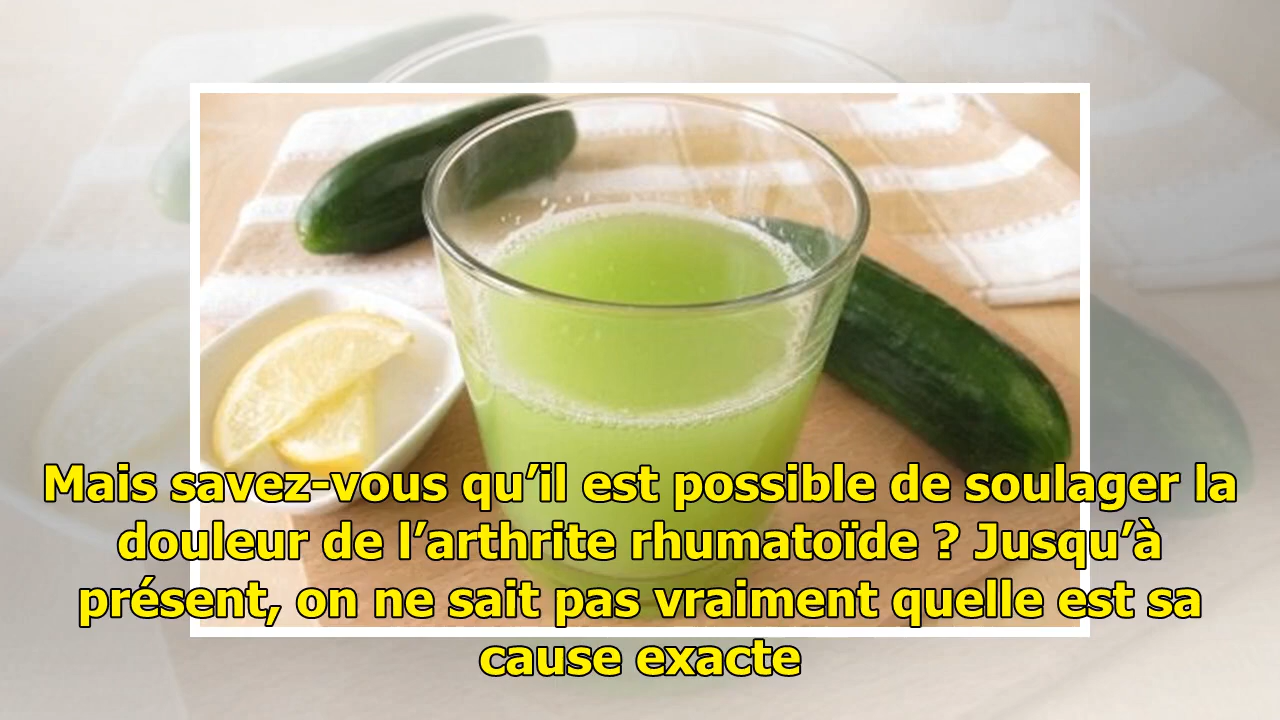 Mais savez-vous qu’il est possible de soulager la
douleur de l’arthrite rhumatoïde ? Jusqu’à
présent, on ne sait pas vraiment quelle est sa
cause exacte